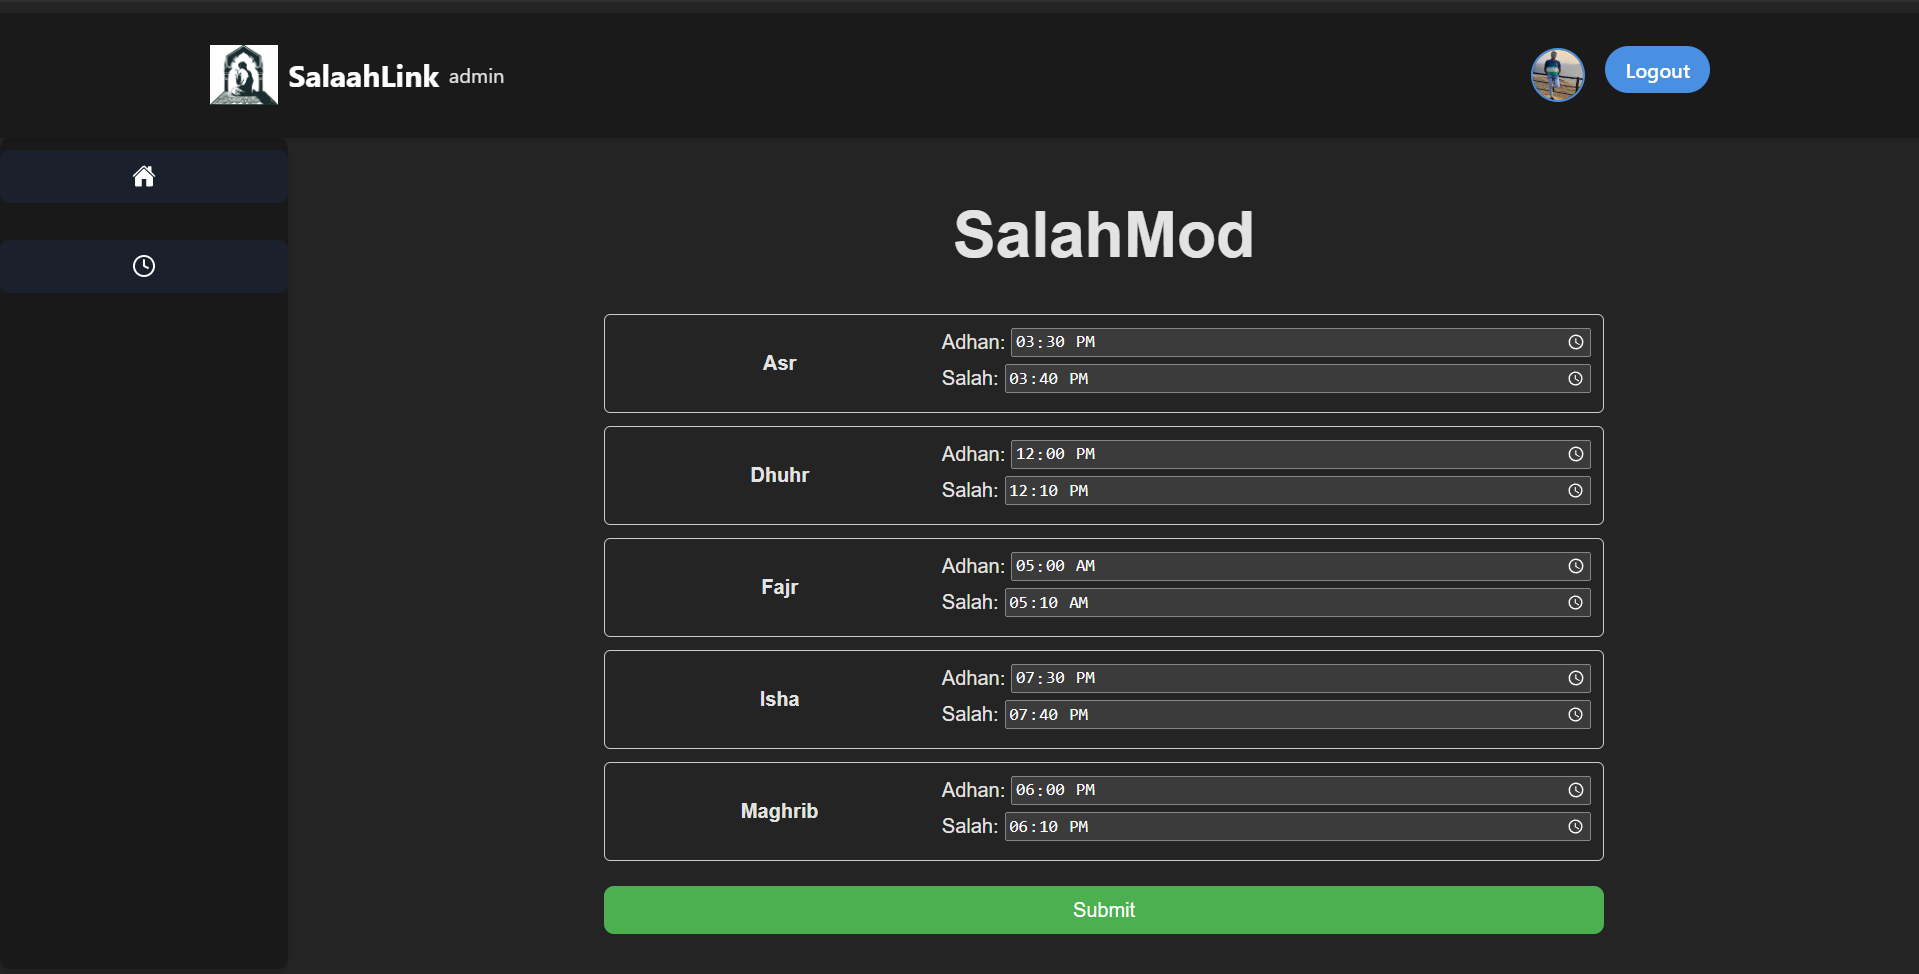 SalaahLink admin
Logout
SalahMod
Asr
Adhan: 03:30 PM
Salah: 03:40 PM
Dhuhr
Adhan: 12:00 PM
Salah: 12:10 PM
Fajr
Adhan: 05:00 AM
Salah: 05:10 AM
Isha
Adhan: 07:30 PM
Salah: 07:40 PM
Maghrib
Adhan: 06:00 PM
Salah: 06:10 PM
Submit